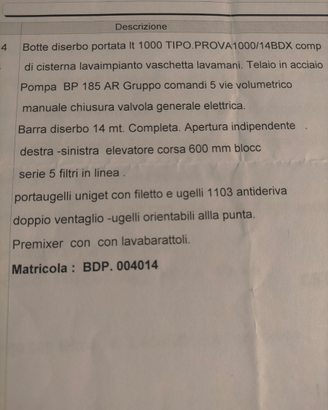 Descrizione
4 Botte diserbo portata lt 1000 TIPO.PROVA1000/14BDX comp
di cisterna lavaimpianto vaschetta lavamani. Telaio in acciaio
Pompa BP 185 AR Gruppo comandi 5 vie volumetrico
manuale chiusura valvola generale elettrica.
Barra diserbo 14 mt. Completa. Apertura indipendente .
destra -sinistra elevatore corsa 600 mm blocc
serie 5 filtri in linea .
portaugelli uniget con filetto e ugelli 1103 antideriva
doppio ventaglio -ugelli orientabili allla punta.
Premixer con con lavabarattoli.
Matricola : BDP. 004014